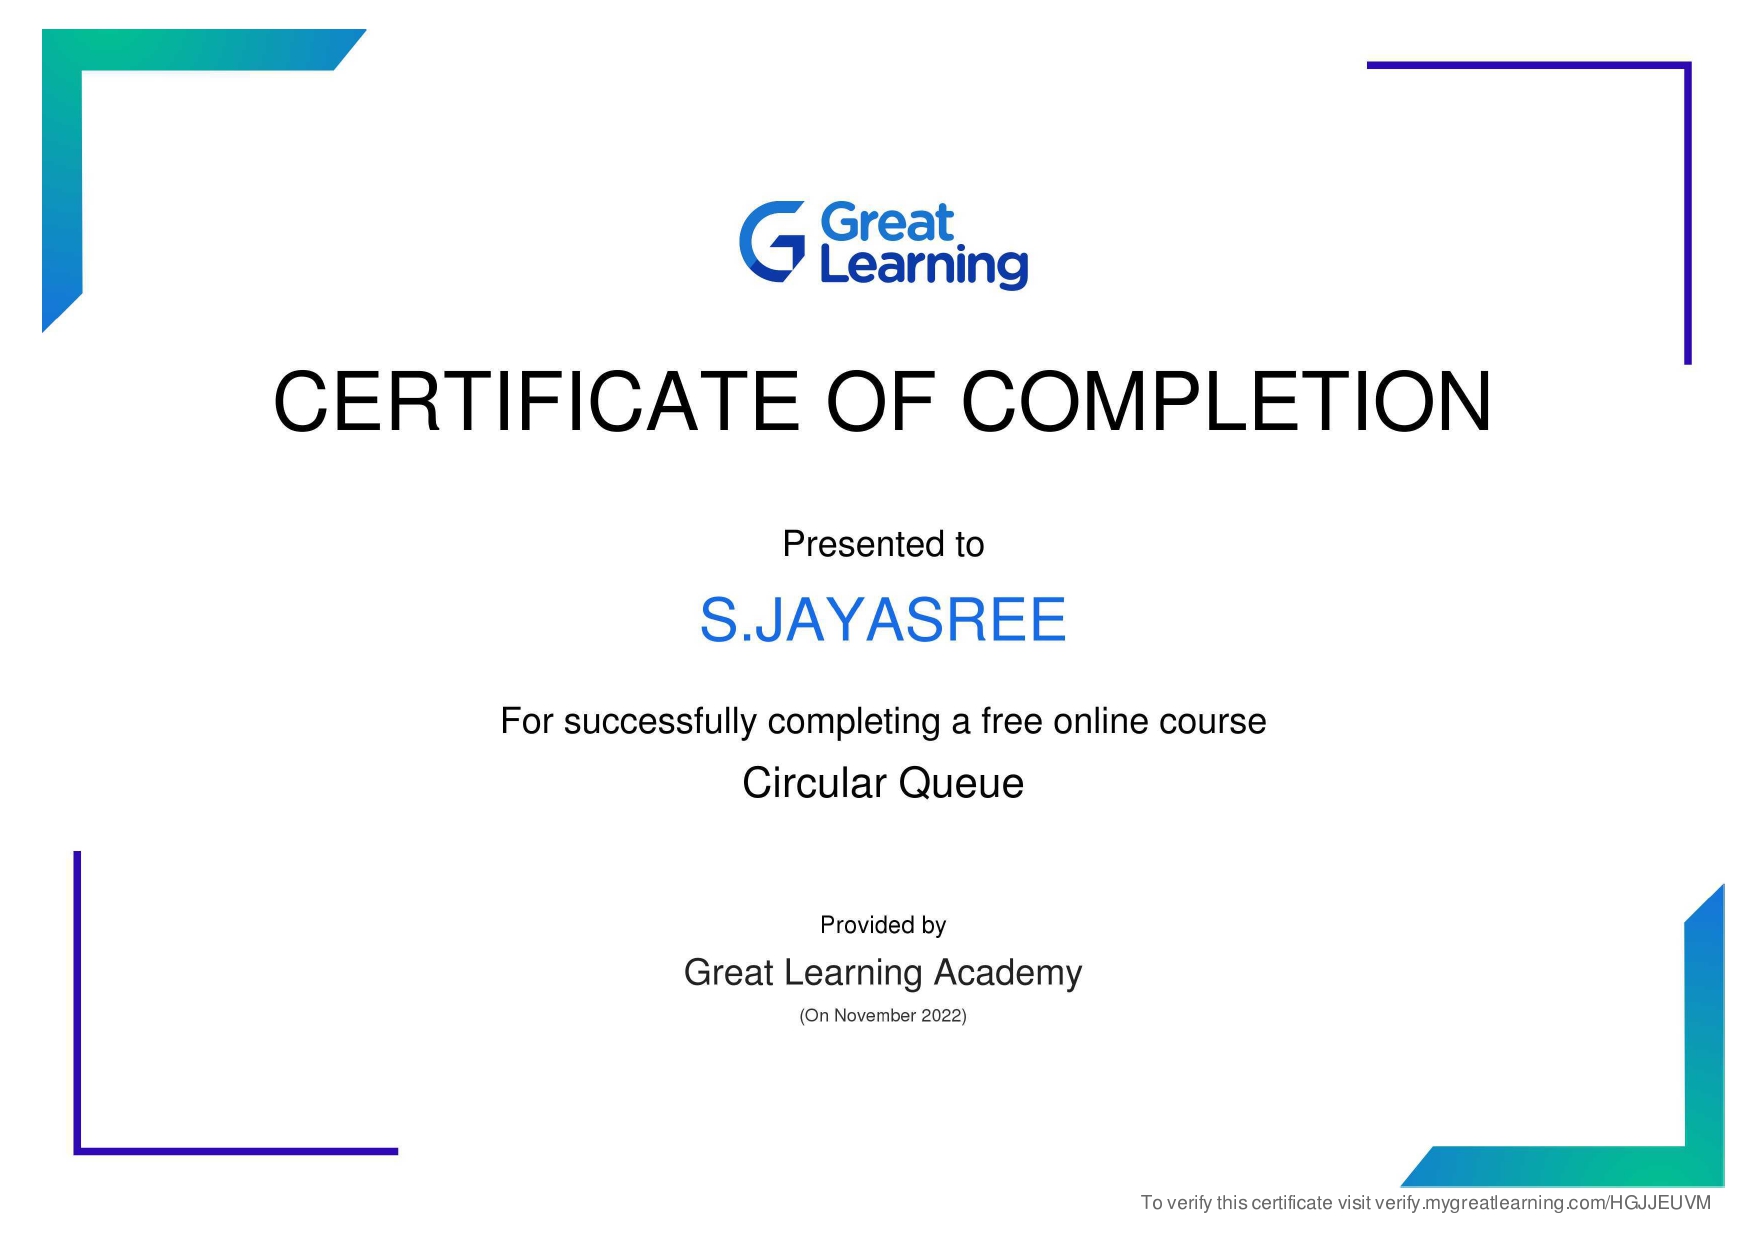 Great
Learning
CERTIFICATE OF COMPLETION
Presented to
S.JAYASREE
For successfully completing a free online course
Circular Queue
Provided by
Great Learning Academy
(On November 2022)
To verify this certificate visit verify.mygreatlearning.com/HGJJEUVM